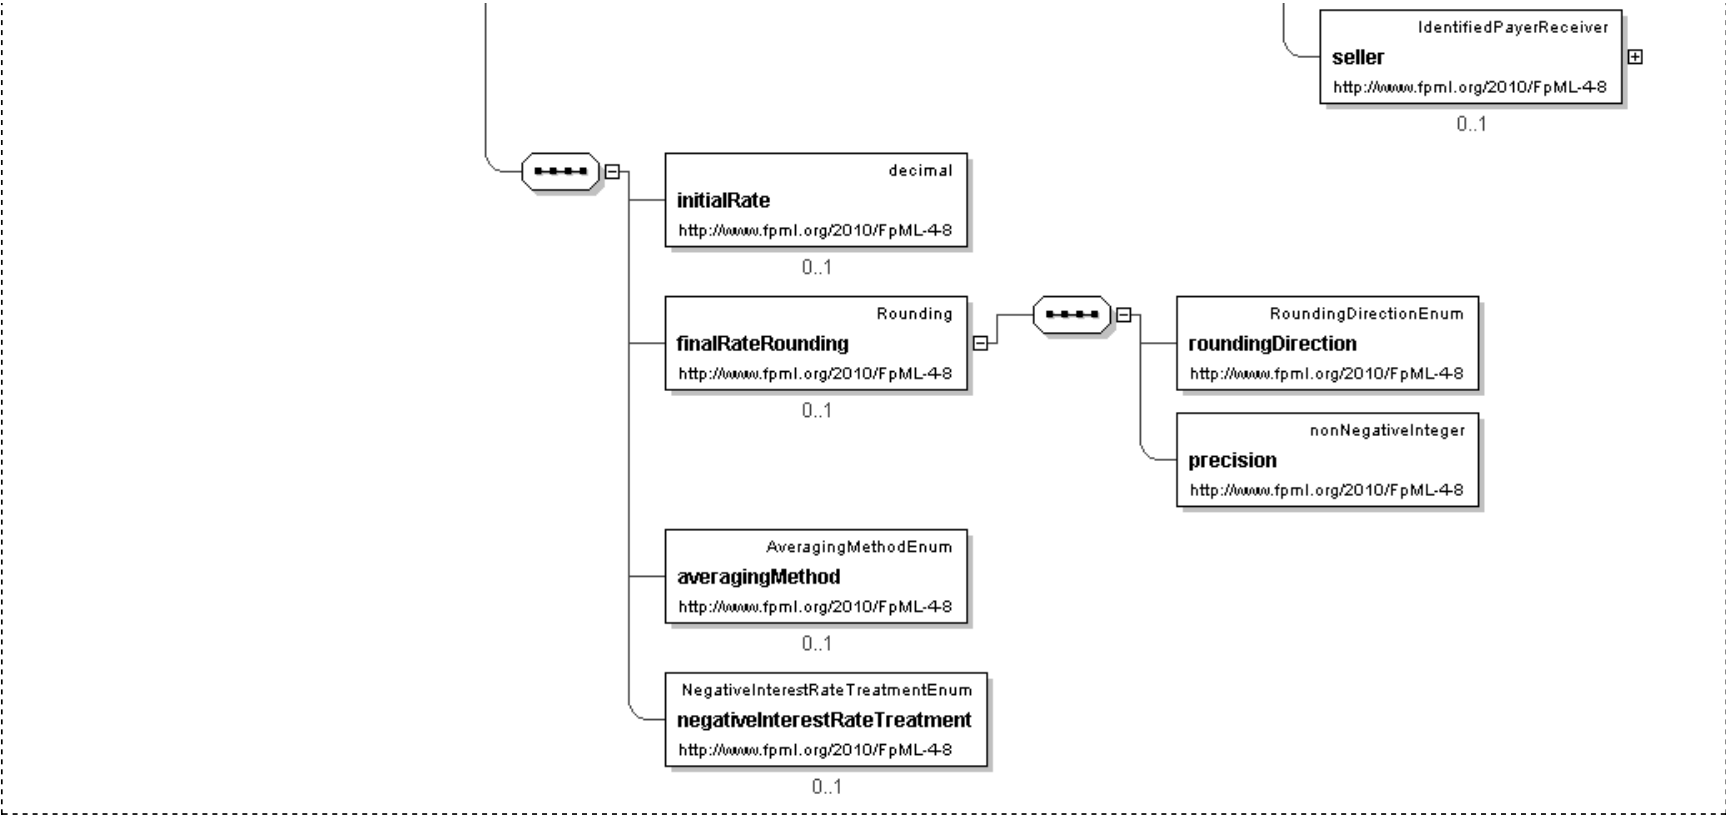 IdentifiedPayerReceiver
seller
http://www.fpml.org/2010/FpML-4-8
0..1
decimal
initialRate
http://www.fpml.org/2010/FpML-4-8
0..1
Rounding
finalRateRounding
http://www.fpml.org/2010/FpML-4-8
0..1
RoundingDirectionEnum
roundingDirection
http://www.fpml.org/2010/FpML-4-8
nonNegativeInteger
precision
http://www.fpml.org/2010/FpML-4-8
AveragingMethodEnum
averagingMethod
http://www.fpml.org/2010/FpML-4-8
0..1
NegativeInterestRateTreatmentEnum
negativeInterestRateTreatment
http://www.fpml.org/2010/FpML-4-8
0..1